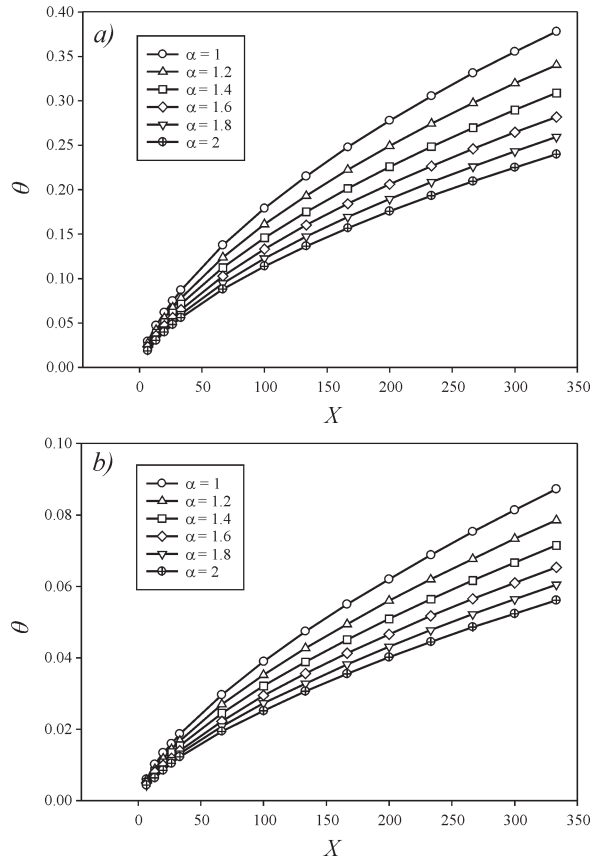 0.40
a)
α = 1
α = 1.2
α = 1.4
α = 1.6
α = 1.8
α = 2
0.35
0.30
0.25
0.20
0.15
0.10
0.05
0.00
θ
0 50 100 150 200 250 300 350
X
0.10
b)
α = 1
α = 1.2
α = 1.4
α = 1.6
α = 1.8
α = 2
0.08
0.06
0.04
0.02
0.00
θ
0 50 100 150 200 250 300 350
X